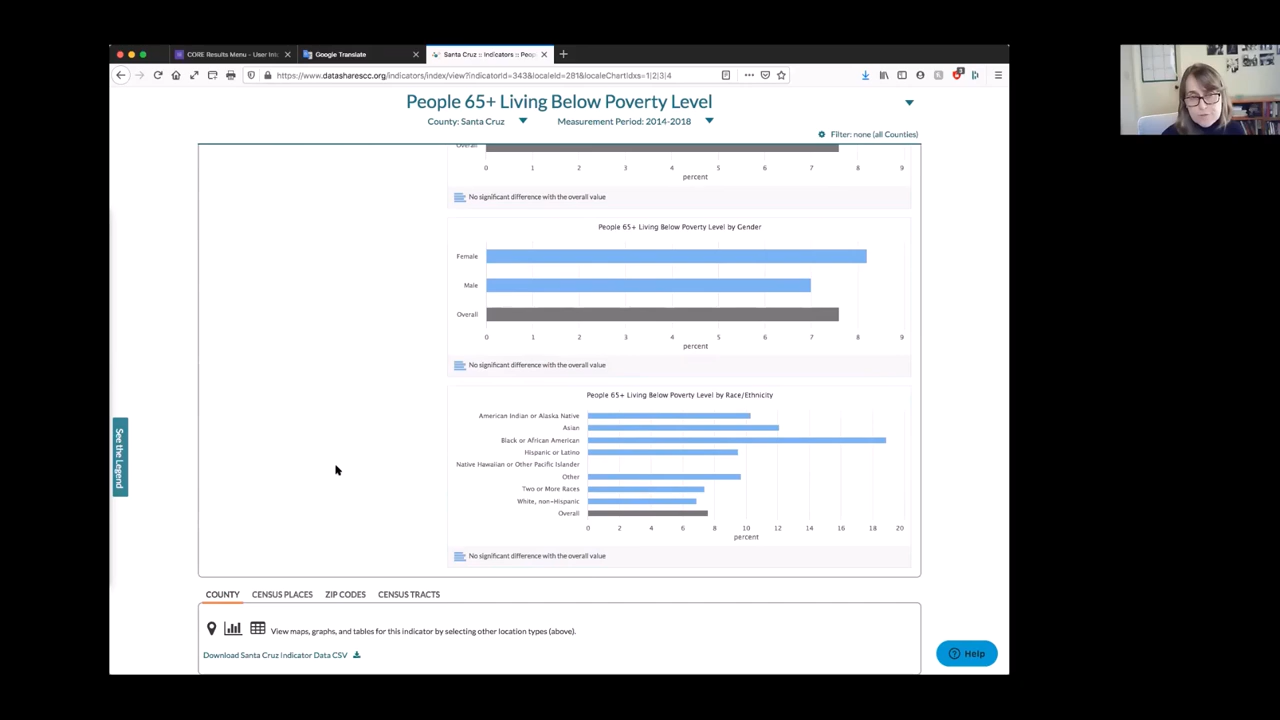 CORE Results Menu - User Int
Google Translate
Santa Cruz :: Indicators :: Peop
https://www.datasharescc.org/indicators/index/view?indicatorId=343&localeId=281&localeChartIdxs=1|2|3|4
People 65+ Living Below Poverty Level
County: Santa Cruz
Measurement Period: 2014-2018
Filter: none (all Counties)
Overall
0 1 2 3 4 5 6 7 8 9
percent
No significant difference with the overall value
People 65+ Living Below Poverty Level by Gender
Female
Male
Overall
0 1 2 3 4 5 6 7 8 9
percent
No significant difference with the overall value
People 65+ Living Below Poverty Level by Race/Ethnicity
American Indian or Alaska Native
Asian
Black or African American
Hispanic or Latino
Native Hawaiian or Other Pacific Islander
Other
Two or More Races
White, non-Hispanic
Overall
0 2 4 6 8 10 12 14 16 18 20
percent
No significant difference with the overall value
See the Legend
COUNTY CENSUS PLACES ZIP CODES CENSUS TRACTS
View maps, graphs, and tables for this indicator by selecting other location types (above).
Download Santa Cruz Indicator Data CSV
Help